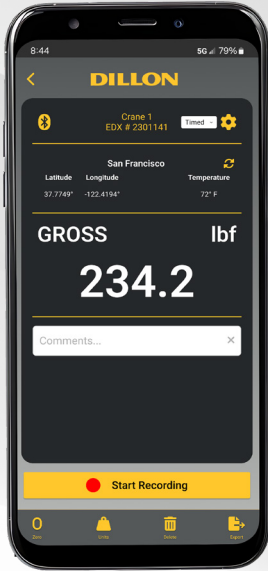 8:44 5G 79%
DILLON
Crane 1
EDX # 2301141
Timed
San Francisco
Latitude Longitude Temperature
37.7749° -122.4194° 72° F
GROSS lbf
234.2
Comments...
Start Recording
0
Zero Units Delete Export